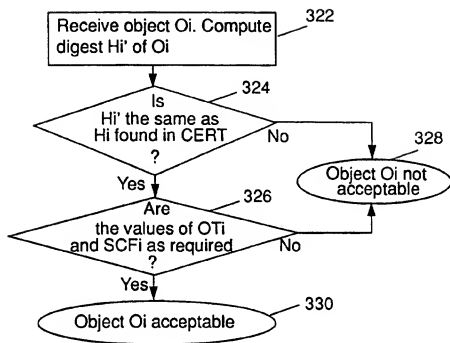 Receive object Oi. Compute
digest Hi' of Oi
322
324
Is
Hi' the same as
Hi found in CERT
?
No
Yes
328
Object Oi not
acceptable
326
Are
the values of OTi
and SCFi as required
?
No
Yes
330
Object Oi acceptable